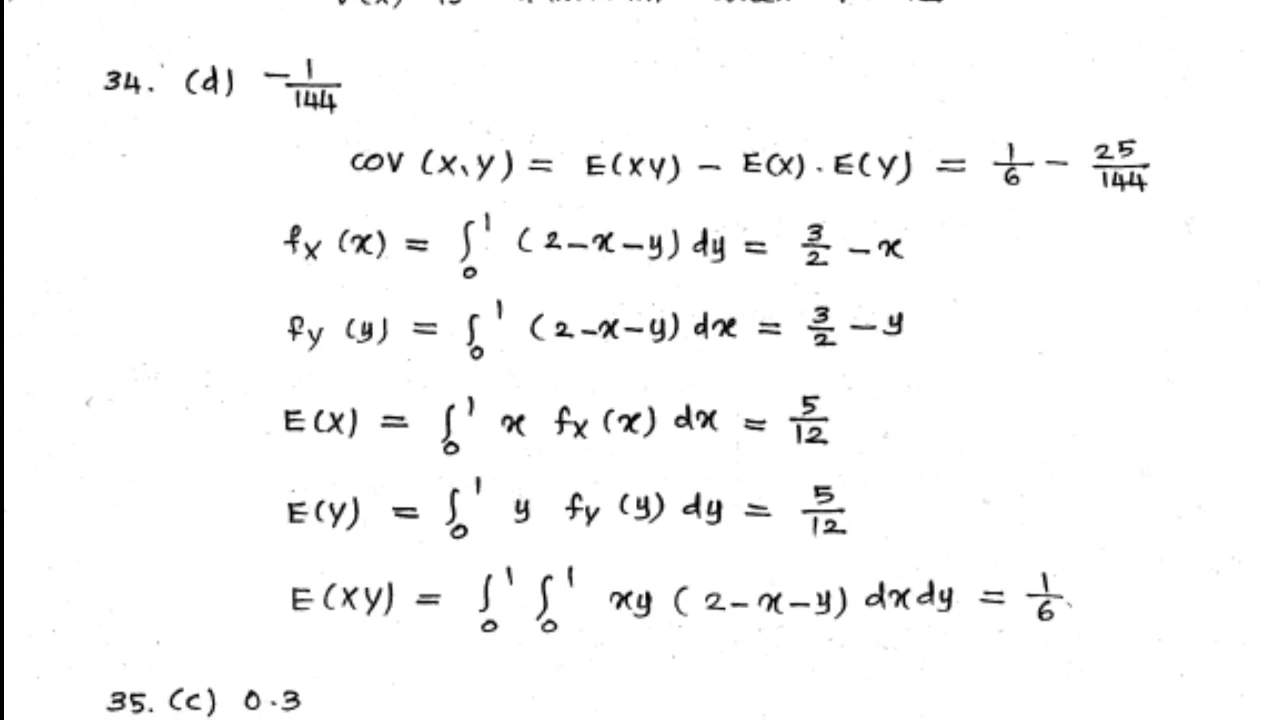 34. (d) -1/144
COV (X,Y) = E(XY) - E(X) . E(Y) = 1/6 - 25/144
fx (x) = ∫₀¹ (2-x-y) dy = 3/2 - x
fy (y) = ∫₀¹ (2-x-y) dx = 3/2 - y
E(X) = ∫₀¹ x fx (x) dx = 5/12
E(Y) = ∫₀¹ y fy (y) dy = 5/12
E(XY) = ∫₀¹ ∫₀¹ xy (2-x-y) dxdy = 1/6.
35. (c) 0.3